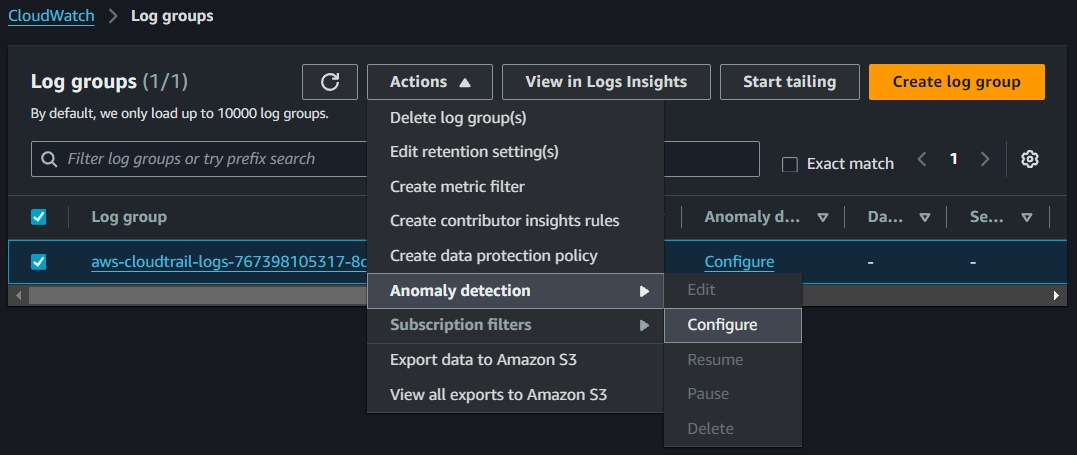 CloudWatch > Log groups
Log groups (1/1)
Actions
View in Logs Insights
Start tailing
Create log group
By default, we only load up to 10000 log groups.
Delete log group(s)
Edit retention setting(s)
Create metric filter
Create contributor insights rules
Create data protection policy
Anomaly detection
Subscription filters
Export data to Amazon S3
View all exports to Amazon S3
Filter log groups or try prefix search
Exact match
1
Log group
Anomaly d...
Da...
Se...
aws-cloudtrail-logs-767398105317-8c
Configure
-
-
Edit
Configure
Resume
Pause
Delete